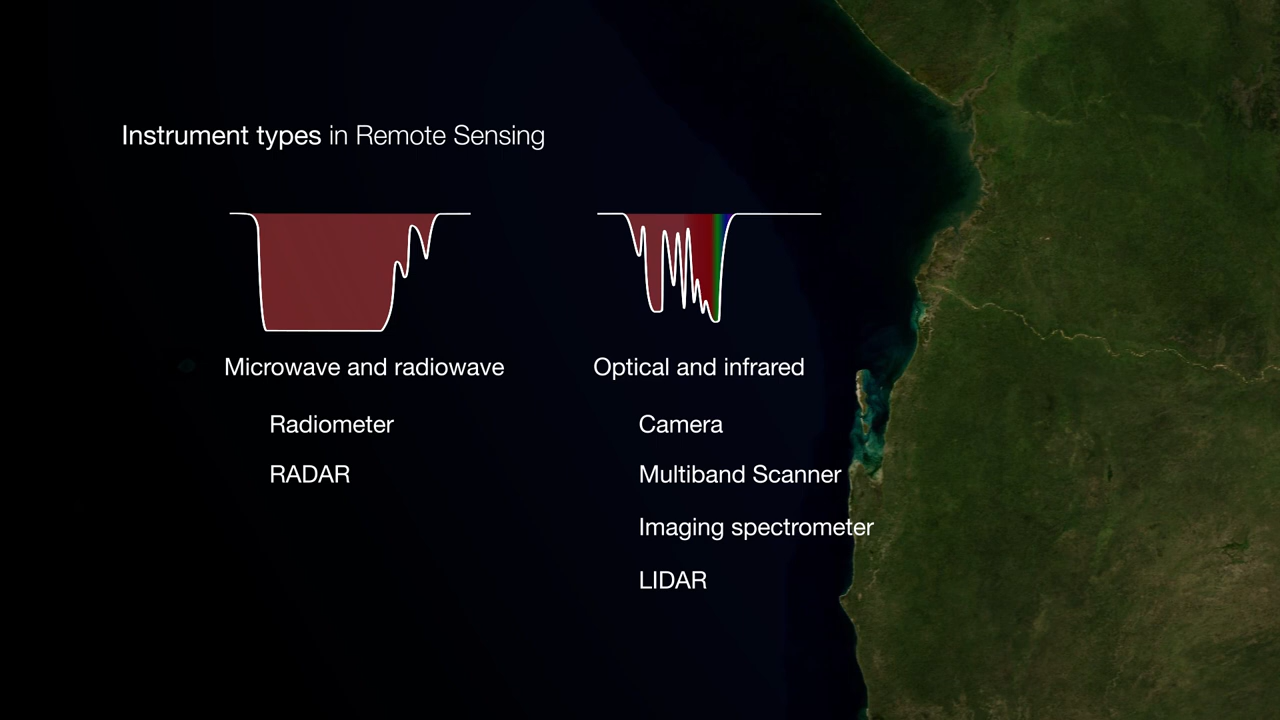 Instrument types in Remote Sensing
Microwave and radiowave
Radiometer
RADAR
Optical and infrared
Camera
Multiband Scanner
Imaging spectrometer
LIDAR